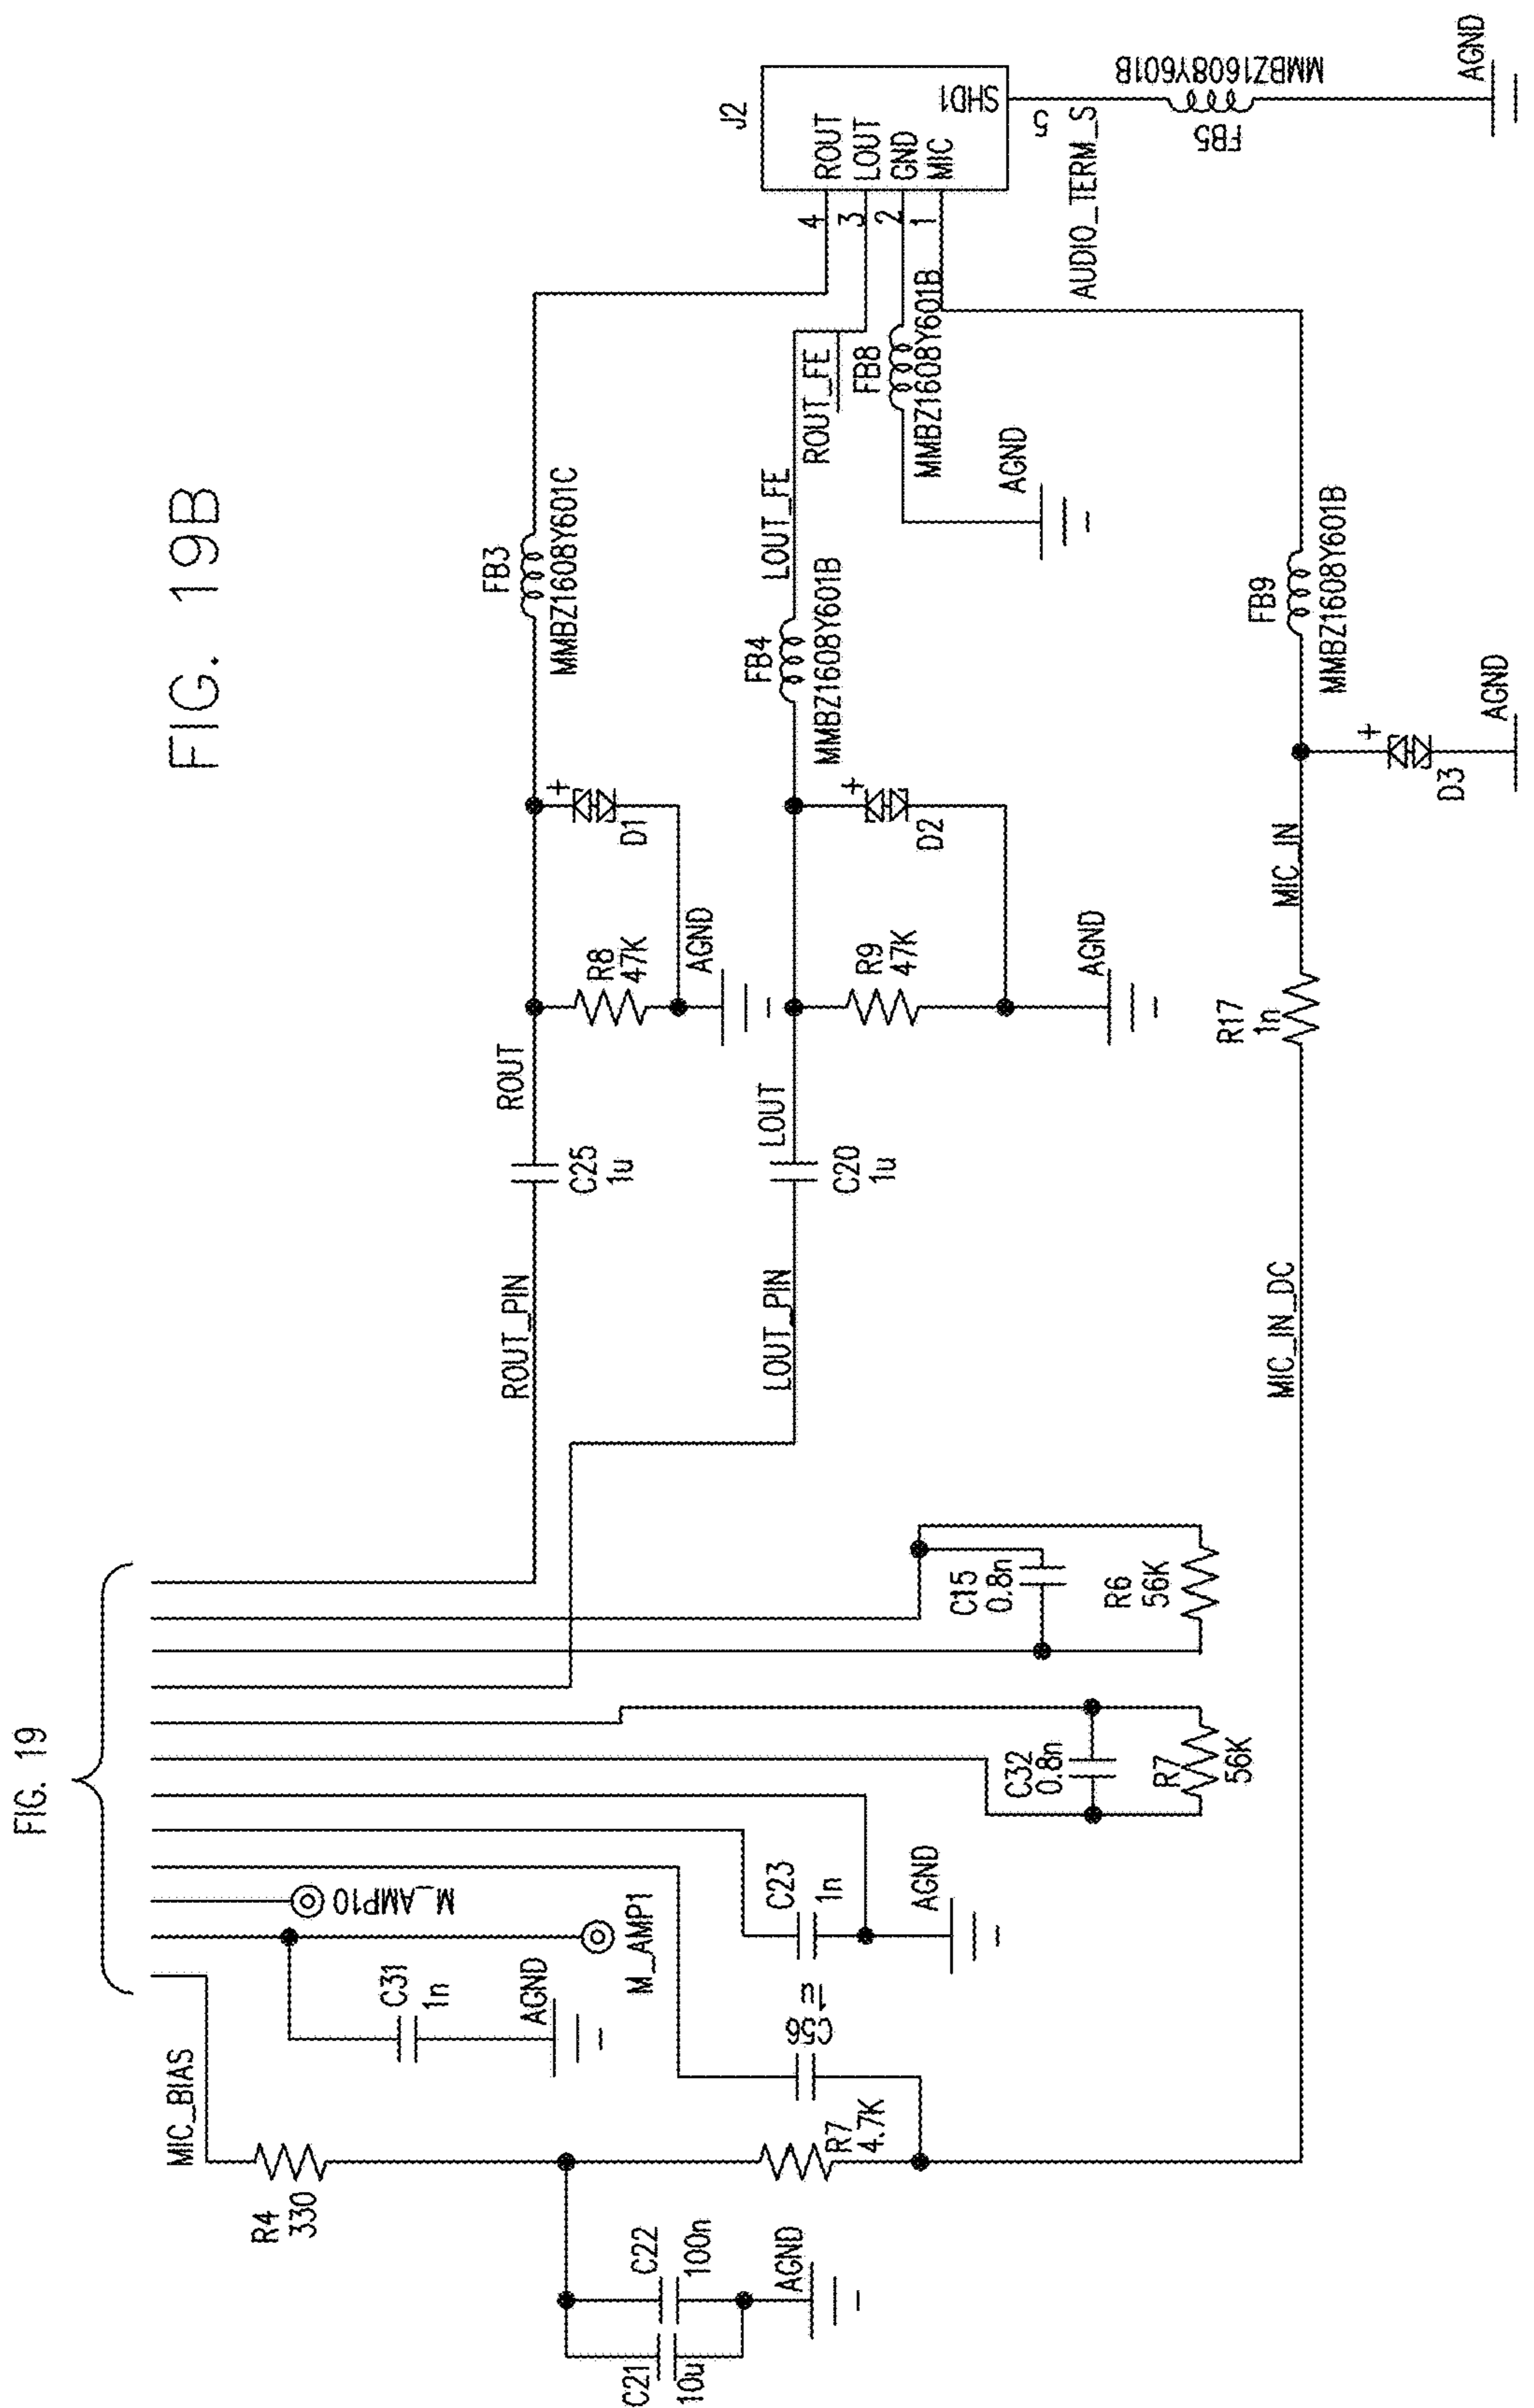 FIG. 19B
FIG. 19
MIC_BIAS
R4
330
C21
10u
C22
100n
AGND
C31
1n
AGND
M_AMP10
M_AMP1
R7
4.7K
C56
1u
C23
1n
AGND
C32
0.8n
R7
56K
C15
0.8n
R6
56K
ROUT_PIN
C25
1u
ROUT
R8
47K
AGND
+
D1
FB3
MMBZ1608Y601C
LOUT_PIN
C20
1u
LOUT
R9
47K
AGND
+
D2
FB4
MMBZ1608Y601B
LOUT_FE
ROUT_FE
FB8
MMBZ1608Y601B
AGND
MIC_IN_DC
R17
1n
MIC_IN
+
D3
AGND
FB9
MMBZ1608Y601B
J2
4
ROUT
3
LOUT
2
GND
1
MIC
SHD1
5
AUDIO_TERM_S
FB5
MMBZ1608Y601B
AGND